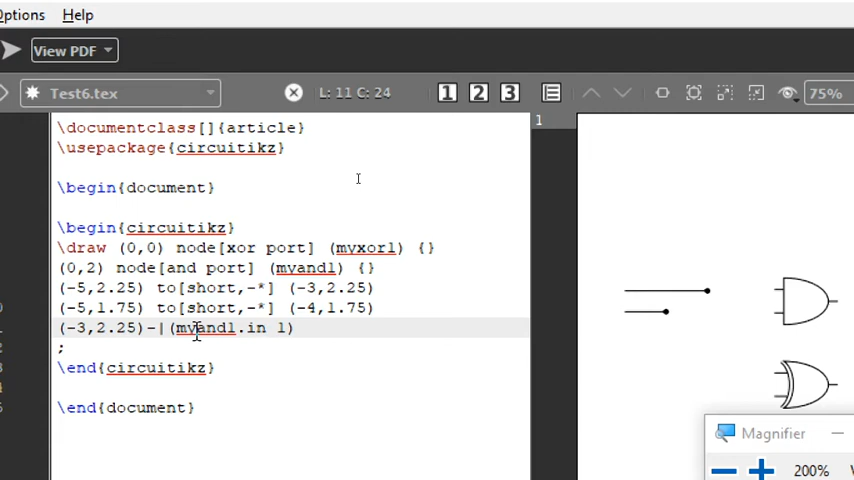 Options Help
View PDF
Test6.tex L: 11 C: 24 1 2 3 75%
1
\documentclass[]{article}
\usepackage{circuitikz}
\begin{document}
\begin{circuitikz}
\draw (0,0) node[xor port] (myxor1) {}
(0,2) node[and port] (myand1) {}
(-5,2.25) to[short,-*] (-3,2.25)
(-5,1.75) to[short,-*] (-4,1.75)
(-3,2.25)-|(myand1.in 1)
;
\end{circuitikz}
\end{document}
Magnifier
200%